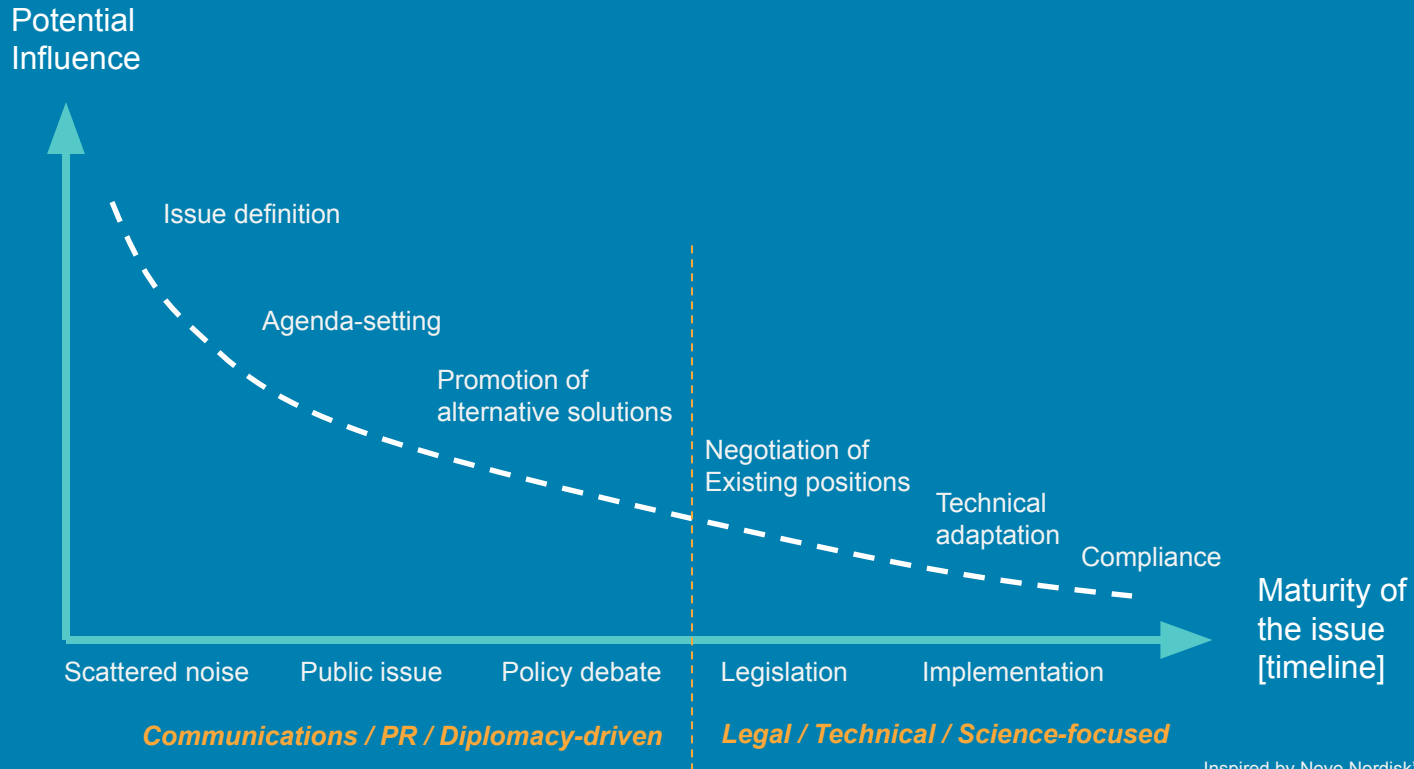 Potential
Influence
Issue definition
Agenda-setting
Promotion of
alternative solutions
Negotiation of
Existing positions
Technical
adaptation
Compliance
Maturity of
the issue
[timeline]
Scattered noise
Public issue
Policy debate
Legislation
Implementation
Communications / PR / Diplomacy-driven
Legal / Technical / Science-focused
Inspired by Novo Nordisk